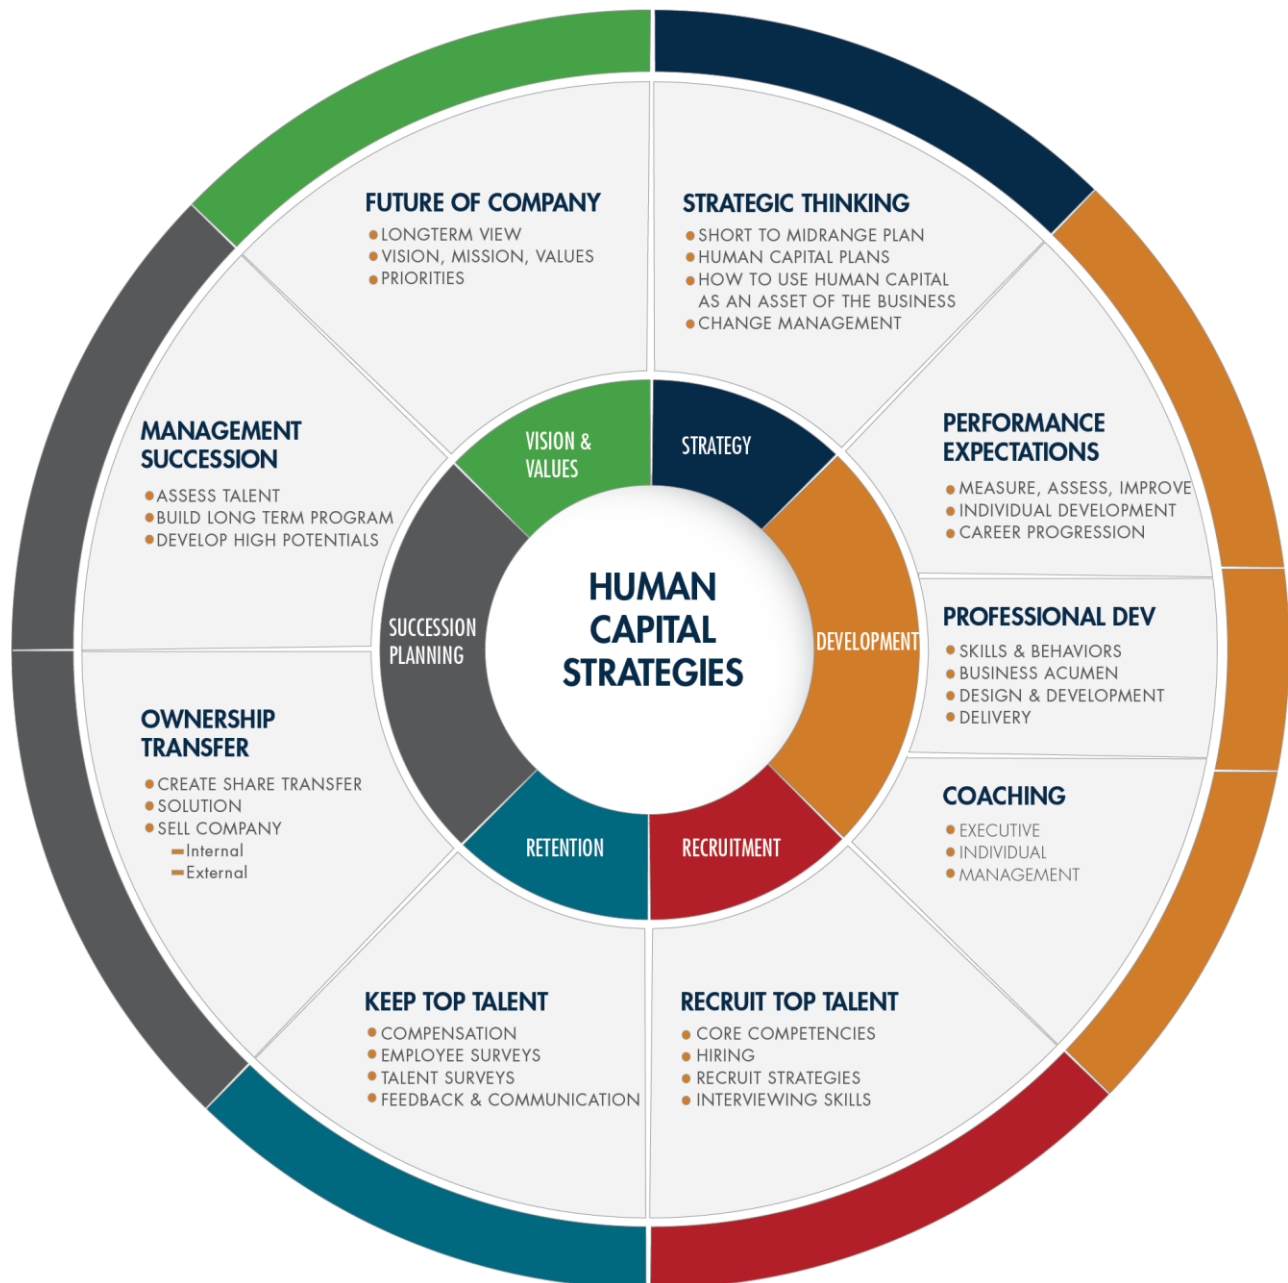 HUMAN
CAPITAL
STRATEGIES
VISION &
VALUES
STRATEGY
DEVELOPMENT
RECRUITMENT
RETENTION
SUCCESSION
PLANNING
FUTURE OF COMPANY
LONGTERM VIEW
VISION, MISSION, VALUES
PRIORITIES
STRATEGIC THINKING
SHORT TO MIDRANGE PLAN
HUMAN CAPITAL PLANS
HOW TO USE HUMAN CAPITAL
AS AN ASSET OF THE BUSINESS
CHANGE MANAGEMENT
PERFORMANCE
EXPECTATIONS
MEASURE, ASSESS, IMPROVE
INDIVIDUAL DEVELOPMENT
CAREER PROGRESSION
PROFESSIONAL DEV
SKILLS & BEHAVIORS
BUSINESS ACUMEN
DESIGN & DEVELOPMENT
DELIVERY
COACHING
EXECUTIVE
INDIVIDUAL
MANAGEMENT
RECRUIT TOP TALENT
CORE COMPETENCIES
HIRING
RECRUIT STRATEGIES
INTERVIEWING SKILLS
KEEP TOP TALENT
COMPENSATION
EMPLOYEE SURVEYS
TALENT SURVEYS
FEEDBACK & COMMUNICATION
OWNERSHIP
TRANSFER
CREATE SHARE TRANSFER
SOLUTION
SELL COMPANY
Internal
External
MANAGEMENT
SUCCESSION
ASSESS TALENT
BUILD LONG TERM PROGRAM
DEVELOP HIGH POTENTIALS